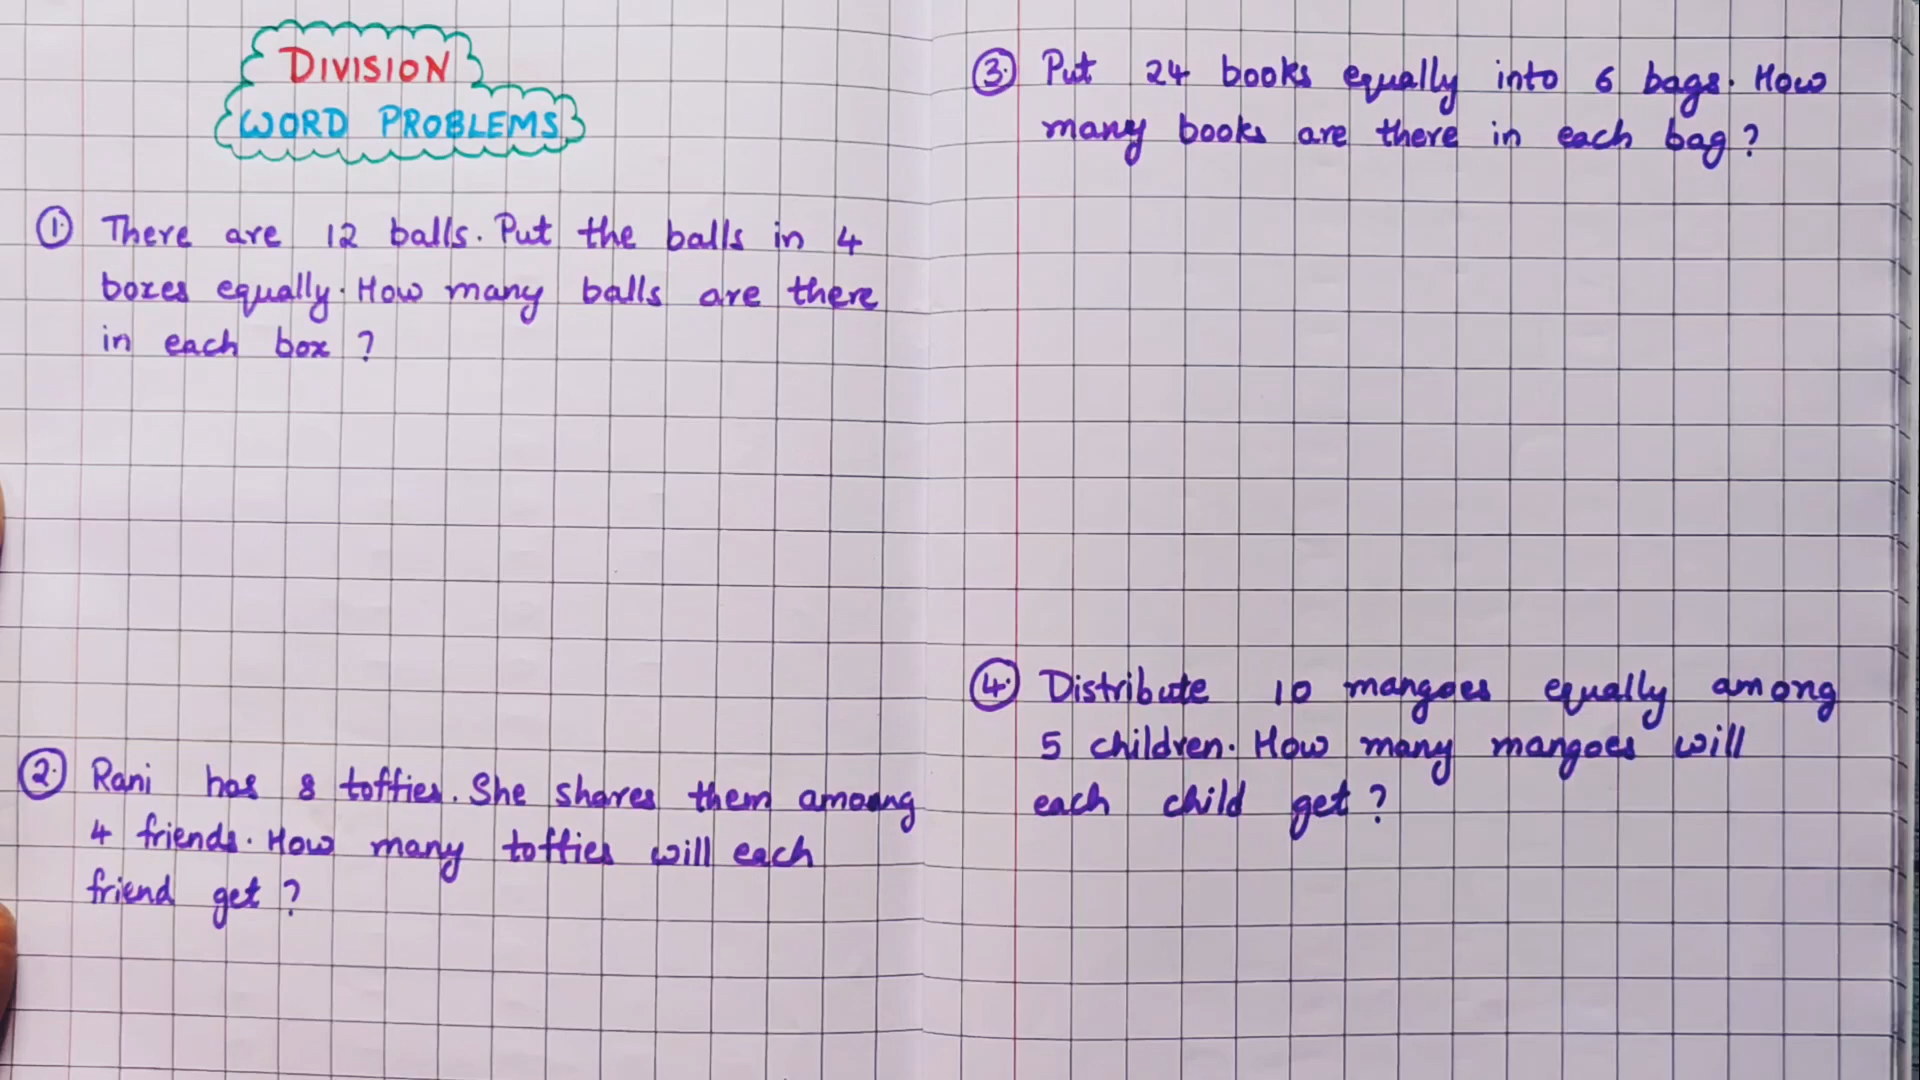 DIVISION
WORD PROBLEMS
1. There are 12 balls. Put the balls in 4
boxes equally. How many balls are there
in each box ?
2. Rani has 8 toffies. She shares them amoang
4 friends. How many toffies will each
friend get ?
3. Put 24 books equally into 6 bags. How
many books are there in each bag ?
4. Distribute 10 mangoes equally among
5 children. How many mangoes will
each child get ?